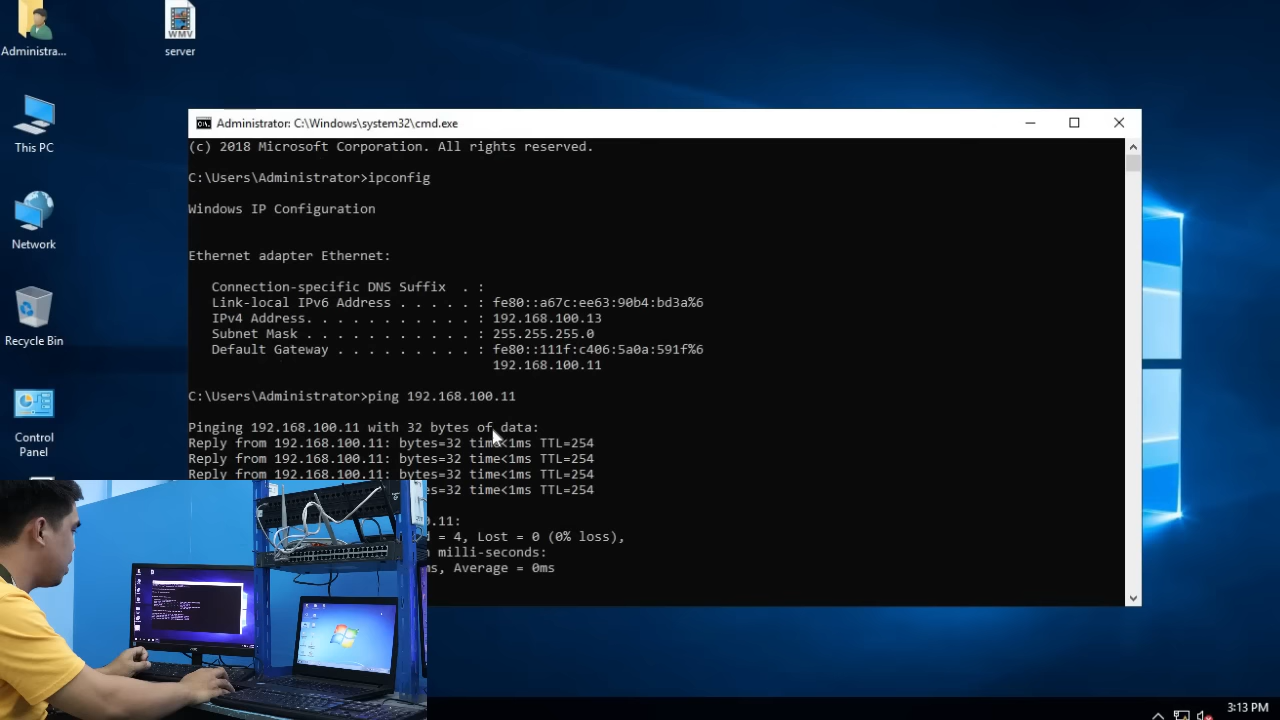 Administra...
WMV
server
This PC
Network
Recycle Bin
Control
Panel
Administrator: C:\Windows\system32\cmd.exe
(c) 2018 Microsoft Corporation. All rights reserved.
C:\Users\Administrator>ipconfig
Windows IP Configuration
Ethernet adapter Ethernet:
Connection-specific DNS Suffix . :
Link-local IPv6 Address . . . . . : fe80::a67c:ee63:90b4:bd3a%6
IPv4 Address. . . . . . . . . . . : 192.168.100.13
Subnet Mask . . . . . . . . . . . : 255.255.255.0
Default Gateway . . . . . . . . . : fe80::111f:c406:5a0a:591f%6
192.168.100.11
C:\Users\Administrator>ping 192.168.100.11
Pinging 192.168.100.11 with 32 bytes of data:
Reply from 192.168.100.11: bytes=32 time<1ms TTL=254
Reply from 192.168.100.11: bytes=32 time<1ms TTL=254
Reply from 192.168.100.11: bytes=32 time<1ms TTL=254
s=32 time<1ms TTL=254
0.11:
d = 4, Lost = 0 (0% loss),
milli-seconds:
ms, Average = 0ms
3:13 PM